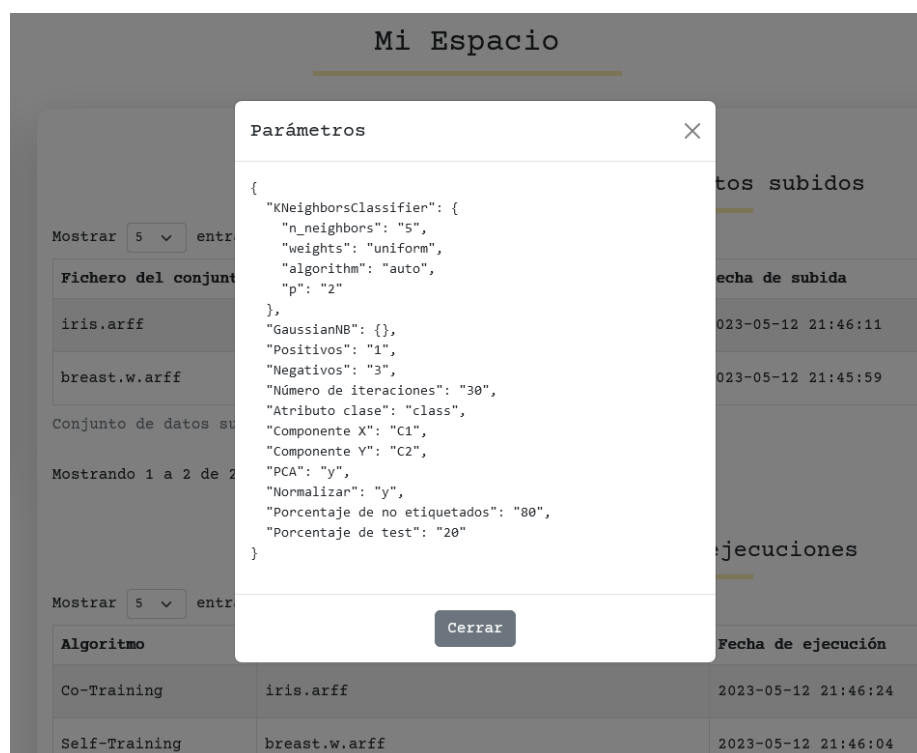 Mi Espacio
Parámetros
{
"KNeighborsClassifier": {
"n_neighbors": "5",
"weights": "uniform",
"algorithm": "auto",
"p": "2"
},
"GaussianNB": {},
"Positivos": "1",
"Negativos": "3",
"Número de iteraciones": "30",
"Atributo clase": "class",
"Componente X": "C1",
"Componente Y": "C2",
"PCA": "y",
"Normalizar": "y",
"Porcentaje de no etiquetados": "80",
"Porcentaje de test": "20"
}
Cerrar
tos subidos
Mostrar 5 entr
Fichero del conjunt echa de subida
iris.arff 023-05-12 21:46:11
breast.w.arff 023-05-12 21:45:59
Conjunto de datos su
Mostrando 1 a 2 de 2
ejecuciones
Mostrar 5 entr
Algoritmo Fecha de ejecución
Co-Training iris.arff 2023-05-12 21:46:24
Self-Training breast.w.arff 2023-05-12 21:46:04